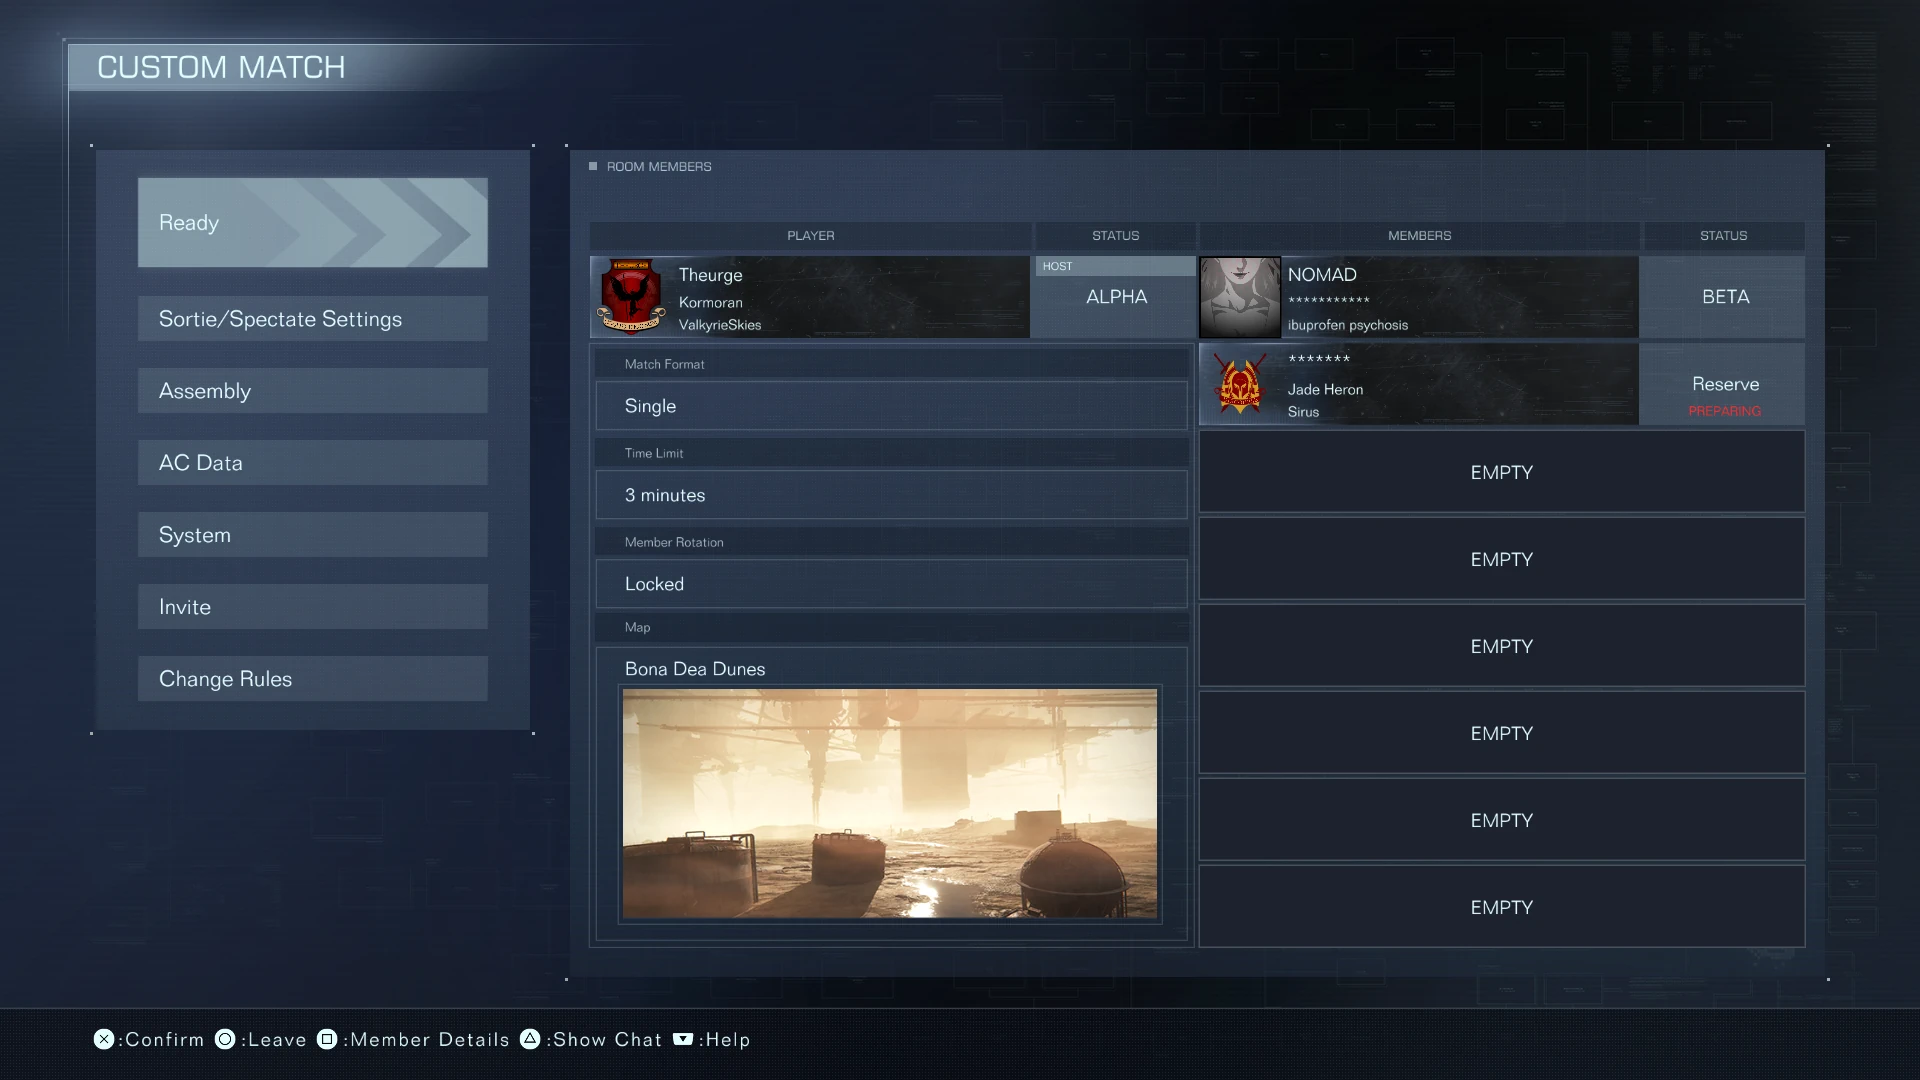 CUSTOM MATCH
Ready
Sortie/Spectate Settings
Assembly
AC Data
System
Invite
Change Rules
ROOM MEMBERS
PLAYER
STATUS
MEMBERS
STATUS
Theurge
Kormoran
ValkyrieSkies
HOST
ALPHA
NOMAD
***********
ibuprofen psychosis
BETA
*******
Jade Heron
Sirus
Reserve
PREPARING
Match Format
Single
Time Limit
3 minutes
Member Rotation
Locked
Map
Bona Dea Dunes
EMPTY
EMPTY
EMPTY
EMPTY
EMPTY
EMPTY
:Confirm :Leave :Member Details :Show Chat :Help